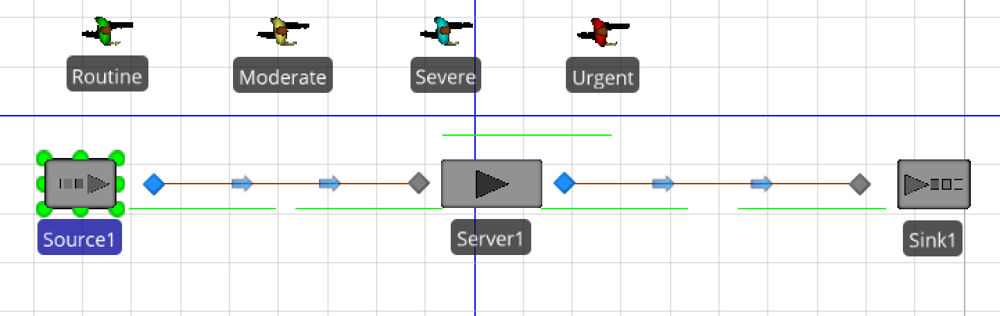 Routine
Moderate
Severe
Urgent
Source1
Server1
Sink1